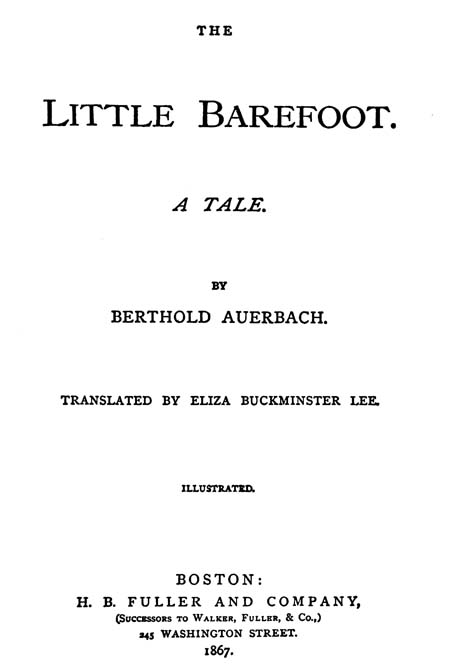 THE
LITTLE BAREFOOT.
A TALE.
BY
BERTHOLD AUERBACH.
TRANSLATED BY ELIZA BUCKMINSTER LEE.
ILLUSTRATED.
BOSTON:
H. B. FULLER AND COMPANY,
(SUCCESSORS TO WALKER, FULLER, & CO.,)
245 WASHINGTON STREET.
1867.